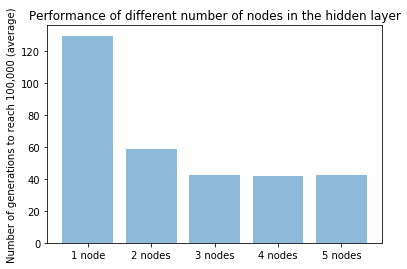 Performance of different number of nodes in the hidden layer
Number of generations to reach 100,000 (average)
120
100
80
60
40
20
0
1 node
2 nodes
3 nodes
4 nodes
5 nodes